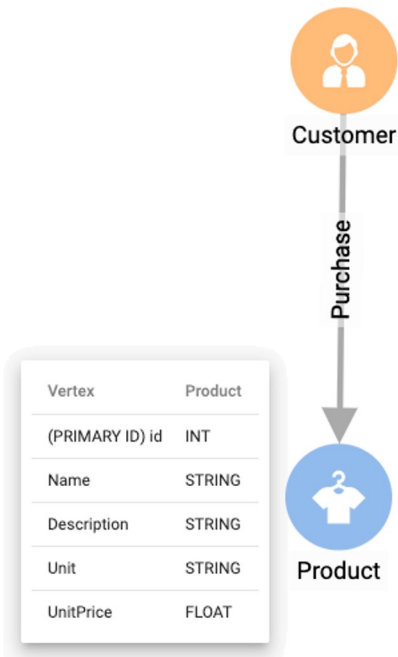 Customer
Purchase
Vertex Product
(PRIMARY ID) id INT
Name STRING
Description STRING
Unit STRING
UnitPrice FLOAT
Product